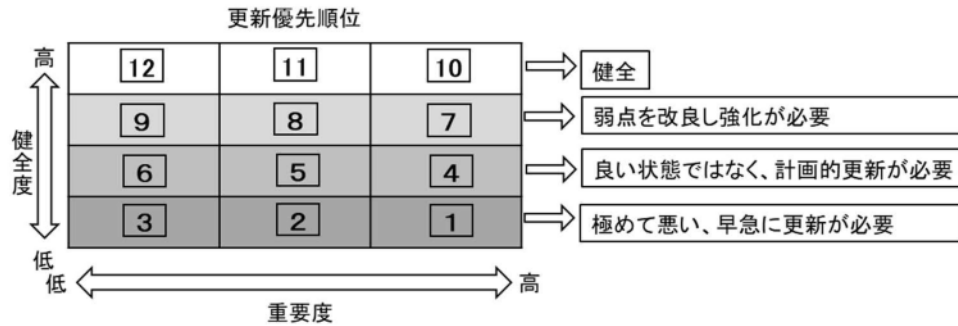 更新優先順位
高
12 11 10
健全
9 8 7
弱点を改良し強化が必要
健全度
6 5 4
良い状態ではなく、計画的更新が必要
3 2 1
極めて悪い、早急に更新が必要
低
低
高
重要度